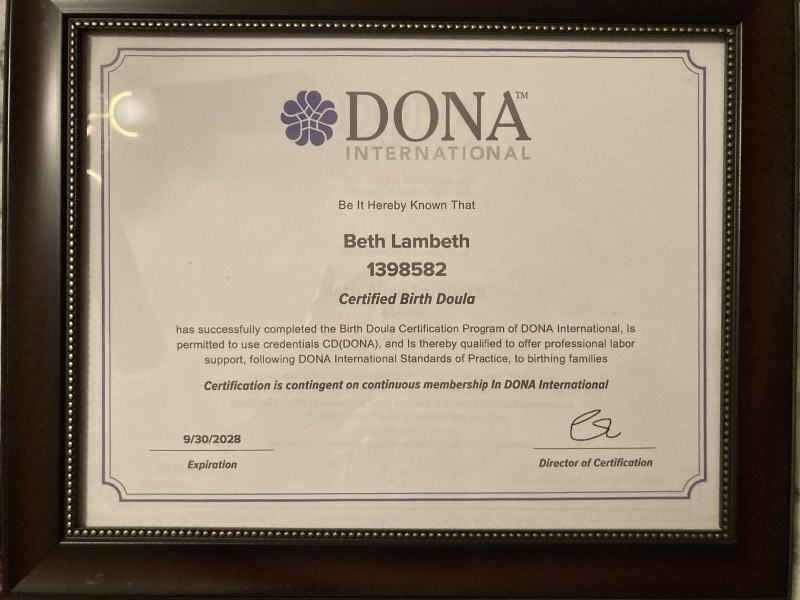 DONA™
INTERNATIONAL
Be It Hereby Known That
Beth Lambeth
1398582
Certified Birth Doula
has successfully completed the Birth Doula Certification Program of DONA International, Is
permitted to use credentials CD(DONA), and Is thereby qualified to offer professional labor
support, following DONA International Standards of Practice, to birthing families
Certification is contingent on continuous membership In DONA International
9/30/2028
Expiration
Director of Certification